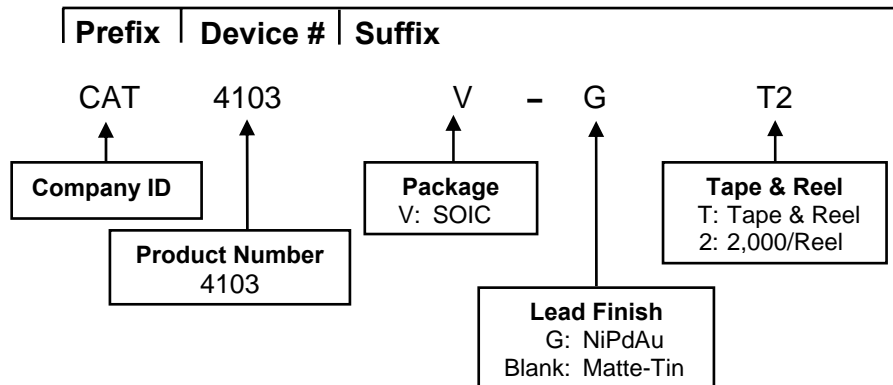 Prefix Device # Suffix
CAT 4103 V – G T2
Company ID
Package
V: SOIC
Tape & Reel
T: Tape & Reel
2: 2,000/Reel
Product Number
4103
Lead Finish
G: NiPdAu
Blank: Matte-Tin